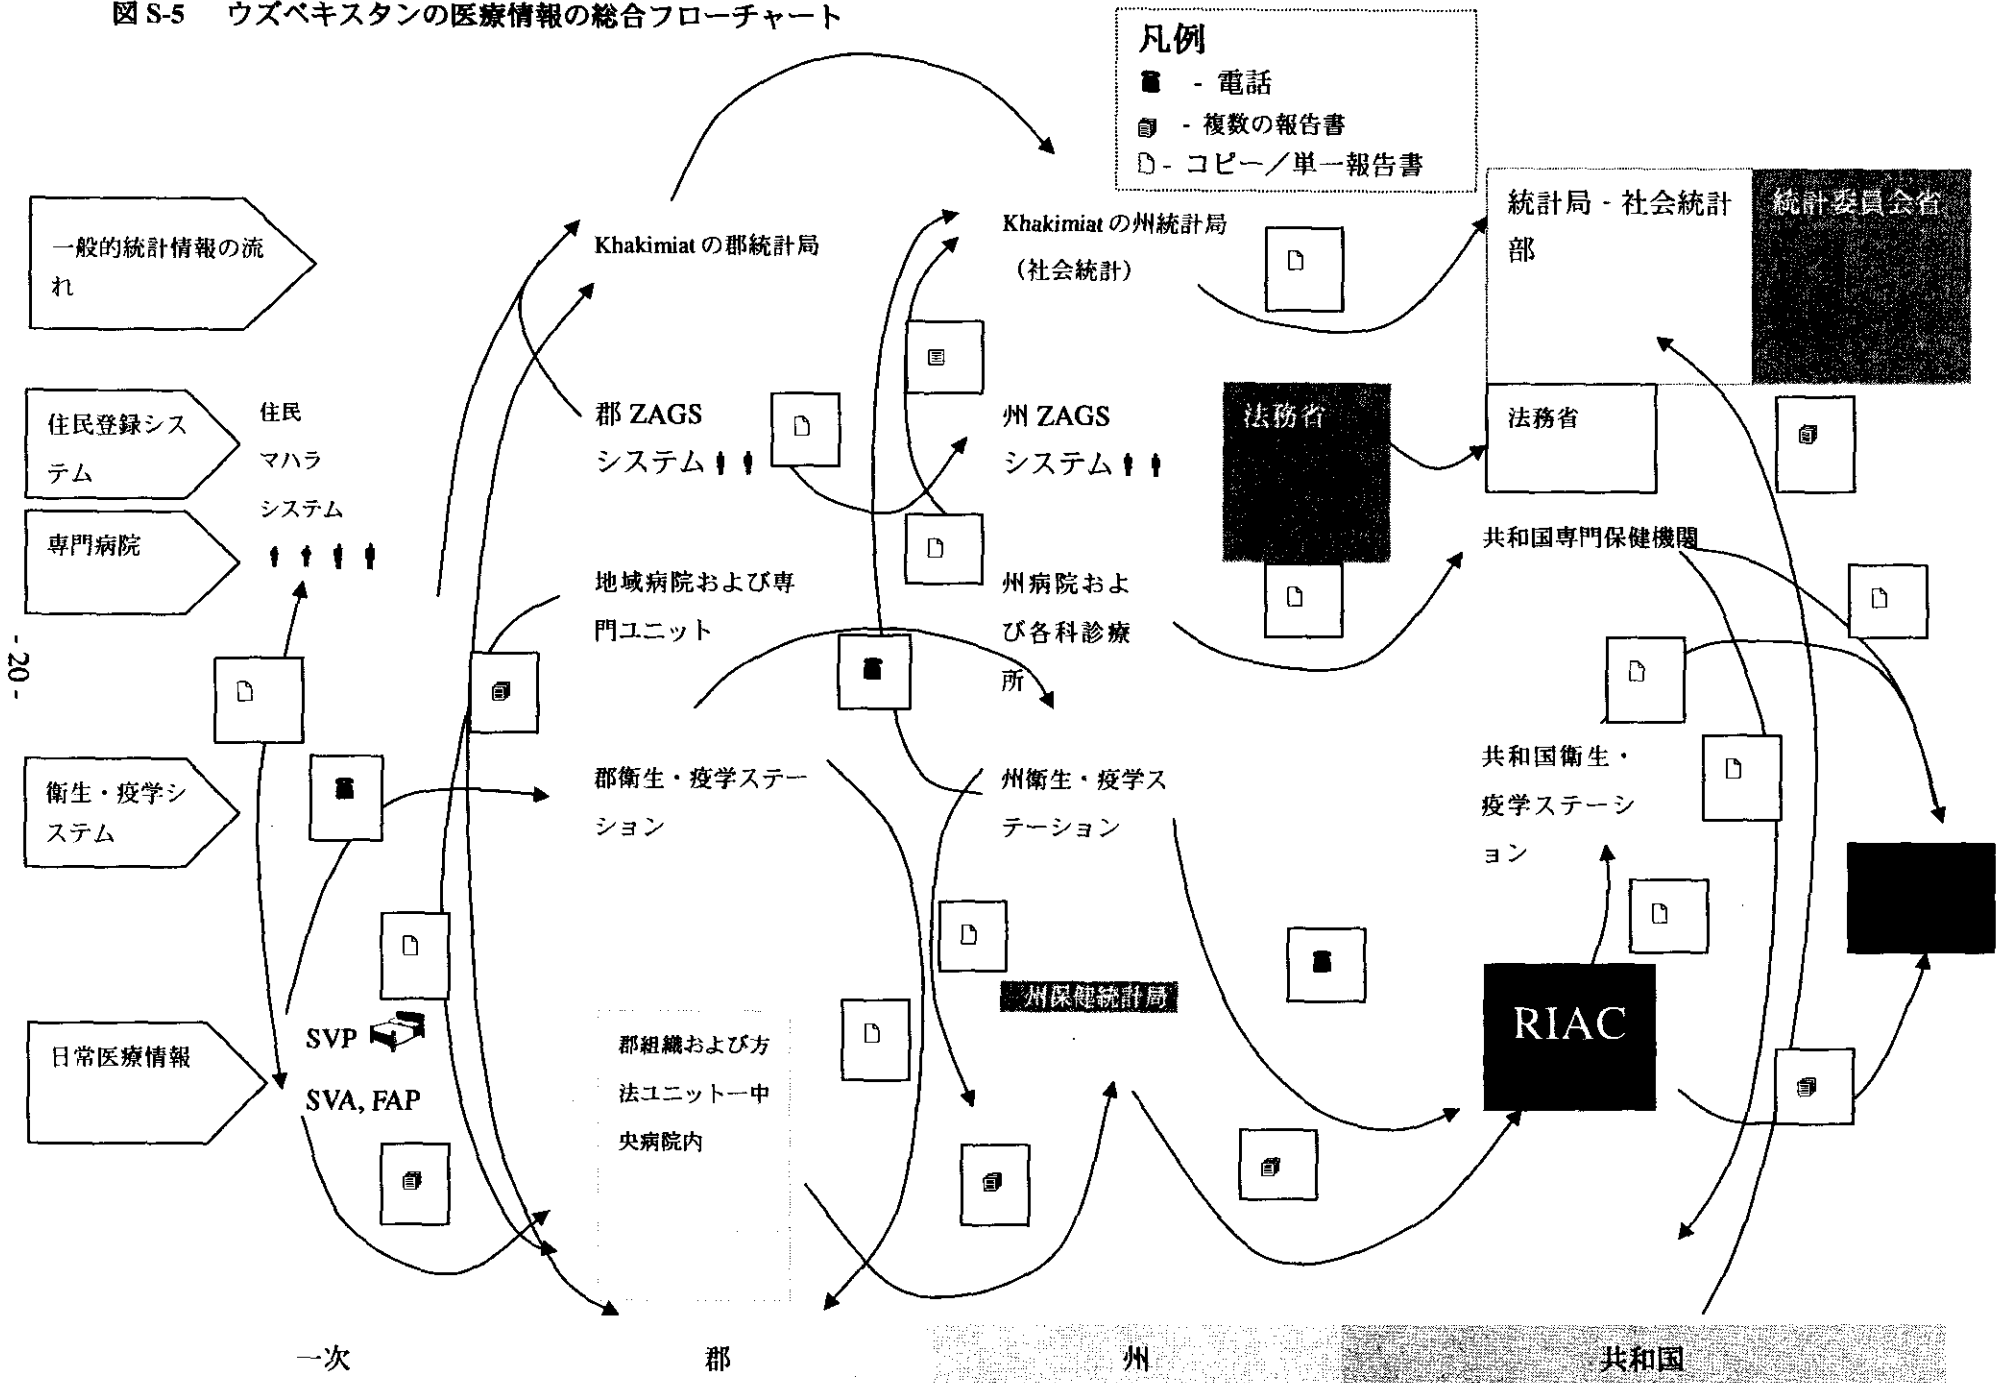 図 S-5 ウズベキスタンの医療情報の総合フローチャート
凡例
- 電話
- 複数の報告書
- コピー／単一報告書
一般的統計情報の流
れ
Khakimiat の郡統計局
Khakimiat の州統計局
（社会統計）
統計局 - 社会統計
部
統計委員会省
住民登録シス
テム
住民
マハラ
システム
郡 ZAGS
システム
州 ZAGS
システム
法務省
法務省
専門病院
地域病院および専
門ユニット
州病院およ
び各科診療
所
共和国専門保健機関
衛生・疫学シ
ステム
郡衛生・疫学ステー
ション
州衛生・疫学ス
テーション
共和国衛生・
疫学ステーシ
ョン
日常医療情報
SVP
SVA, FAP
郡組織および方
法ユニット一中
央病院内
州保健統計局
RIAC
一次
郡
州
共和国
- 20 -